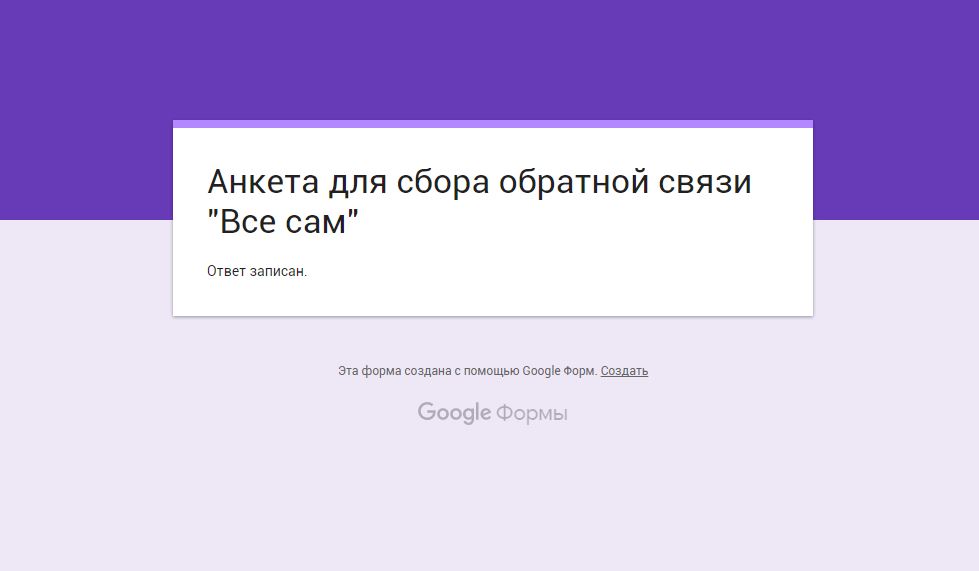 Анкета для сбора обратной связи
"Все сам"
Ответ записан.
Эта форма создана с помощью Google Форм. Создать
Google Формы